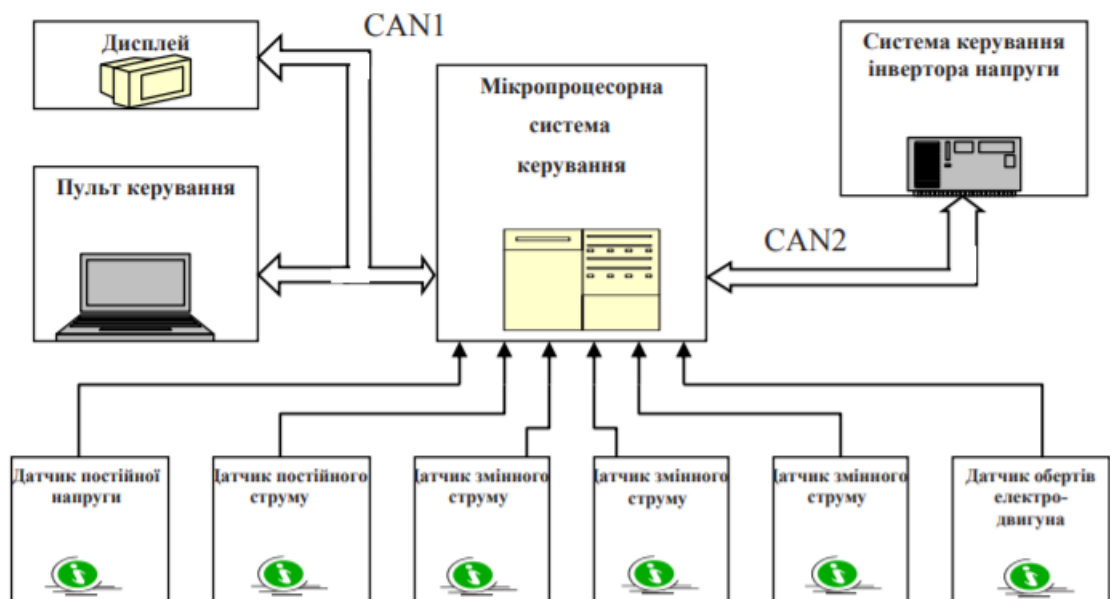 CAN1
Дисплей
Система керування
інвертора напруги
Мікропроцесорна
система
керування
Пульт керування
CAN2
Датчик постійної
напруги
Датчик постійного
струму
Датчик змінного
струму
Датчик змінного
струму
Датчик змінного
струму
Датчик обертів
електро-
двигуна